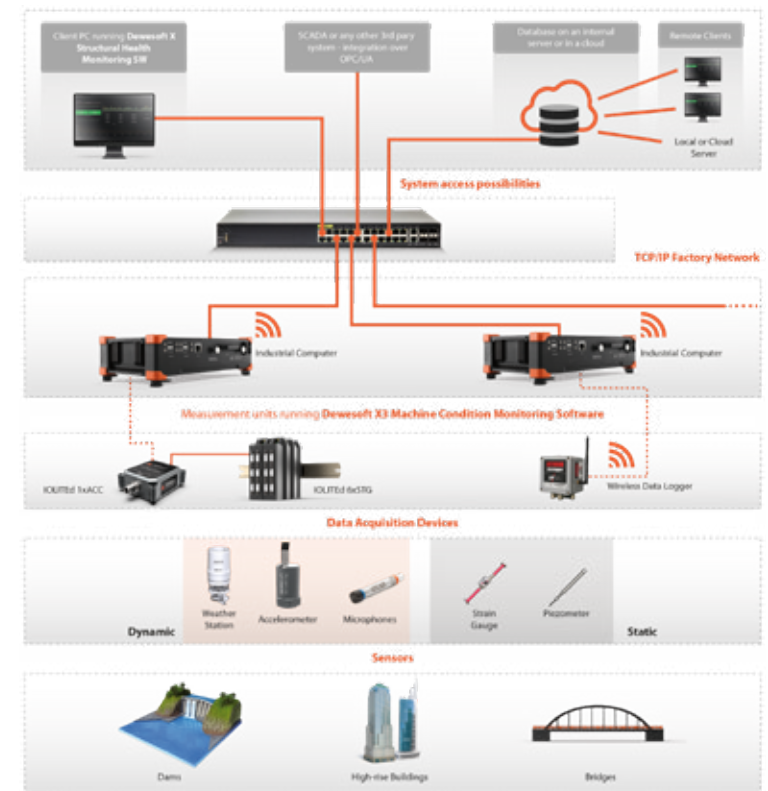 Client PC running Dewesoft X
Structural Health
Monitoring SW
SCADA or any other 3rd pary
system - integration over
OPC/UA
Database on an internal
server or in a cloud
Remote Clients
Local or Cloud
Server
System access possibilities
TCP/IP Factory Network
Industrial Computer
Industrial Computer
Measurement units running Dewesoft X3 Machine Condition Monitoring Software
IOLITEd 1xACC
IOLITEd 6xSTG
Wireless Data Logger
Data Acquisition Devices
Weather
Station
Accelerometer
Microphones
Strain
Gauge
Piezometer
Dynamic
Static
Sensors
Dams
High-rise Buildings
Bridges